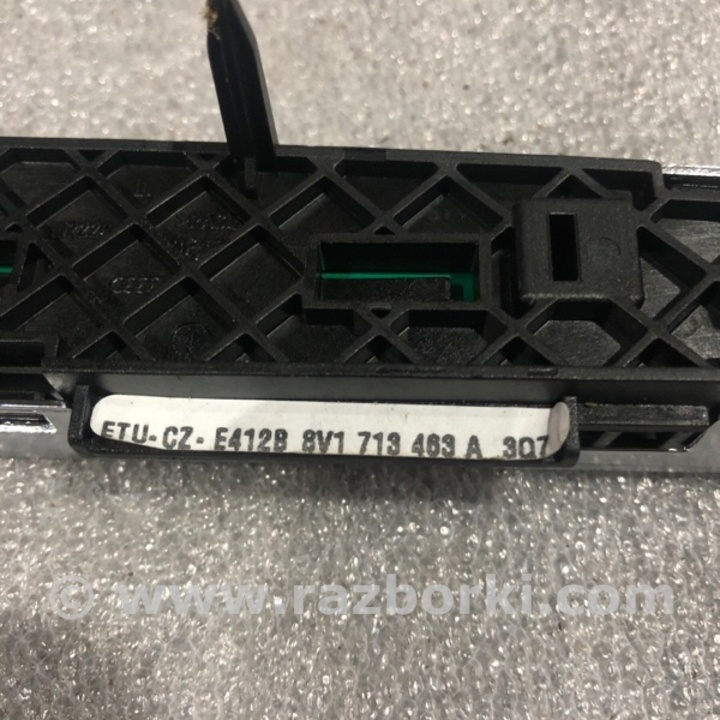 ETU-CZ- E412B 8V1 713 463 A 3Q7
© www.razborki.com